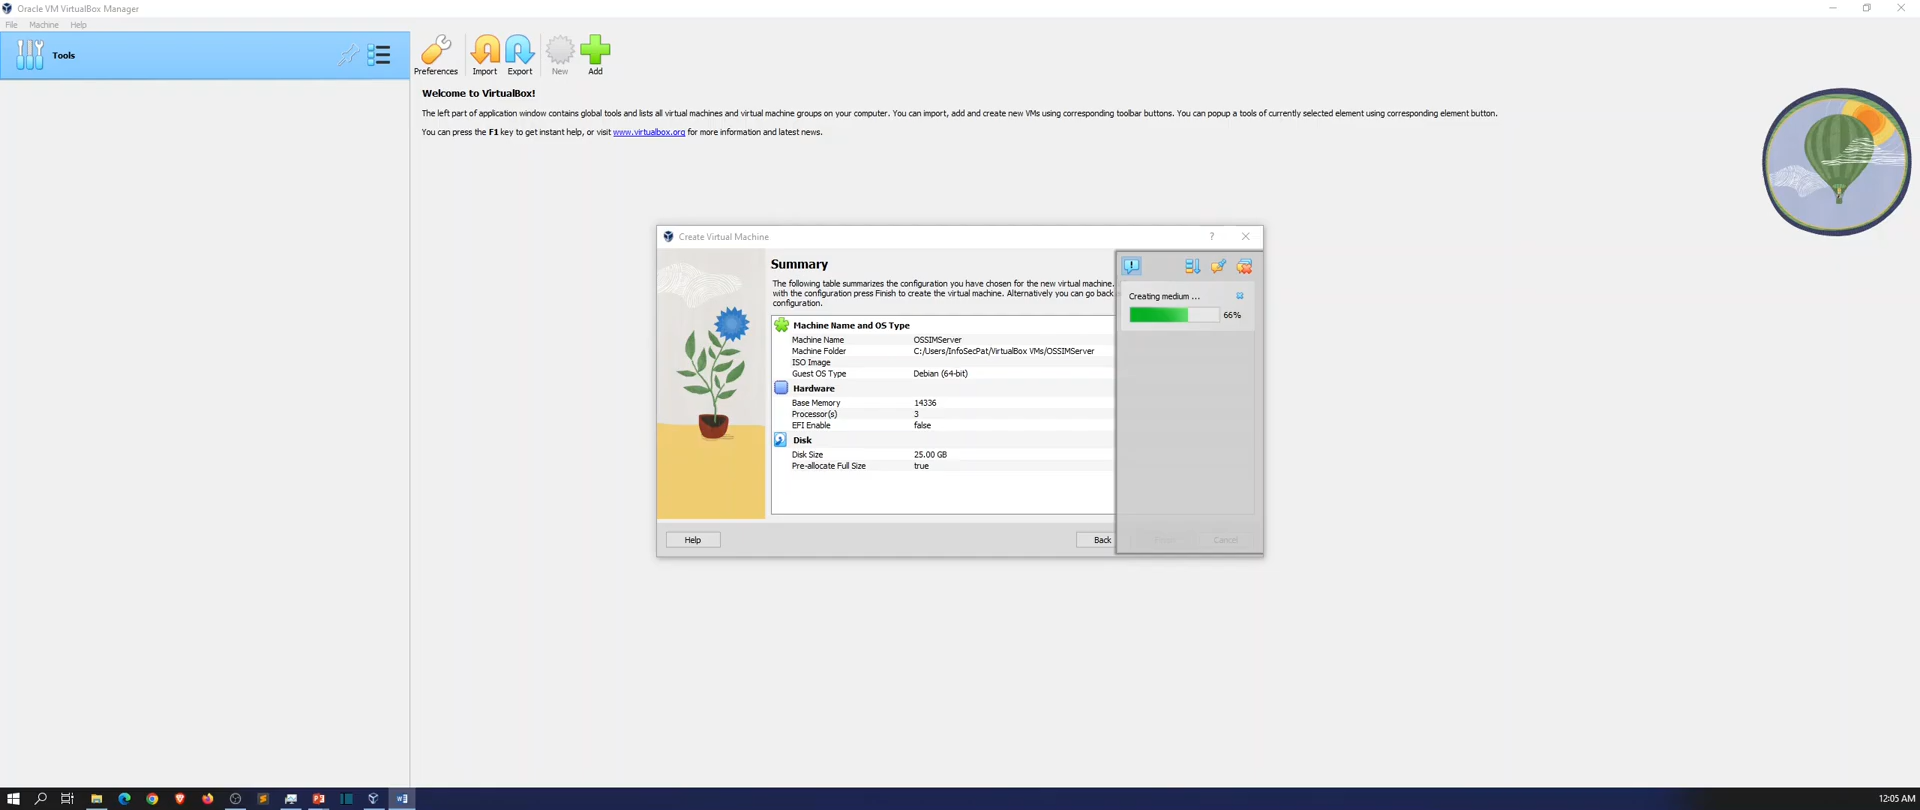 Oracle VM VirtualBox Manager
File Machine Help
Tools
Preferences Import Export New Add
Welcome to VirtualBox!
The left part of application window contains global tools and lists all virtual machines and virtual machine groups on your computer. You can import, add and create new VMs using corresponding toolbar buttons. You can popup a tools of currently selected element using corresponding element button.
You can press the F1 key to get instant help, or visit www.virtualbox.org for more information and latest news.
Create Virtual Machine
Summary
The following table summarizes the configuration you have chosen for the new virtual machine.
with the configuration press Finish to create the virtual machine. Alternatively you can go back
configuration.
Creating medium ...
66%
Machine Name and OS Type
Machine Name OSSIMServer
Machine Folder C:/Users/InfoSecPat/VirtualBox VMs/OSSIMServer
ISO Image
Guest OS Type Debian (64-bit)
Hardware
Base Memory 14336
Processor(s) 3
EFI Enable false
Disk
Disk Size 25.00 GB
Pre-allocate Full Size true
Help Back Cancel
12:05 AM